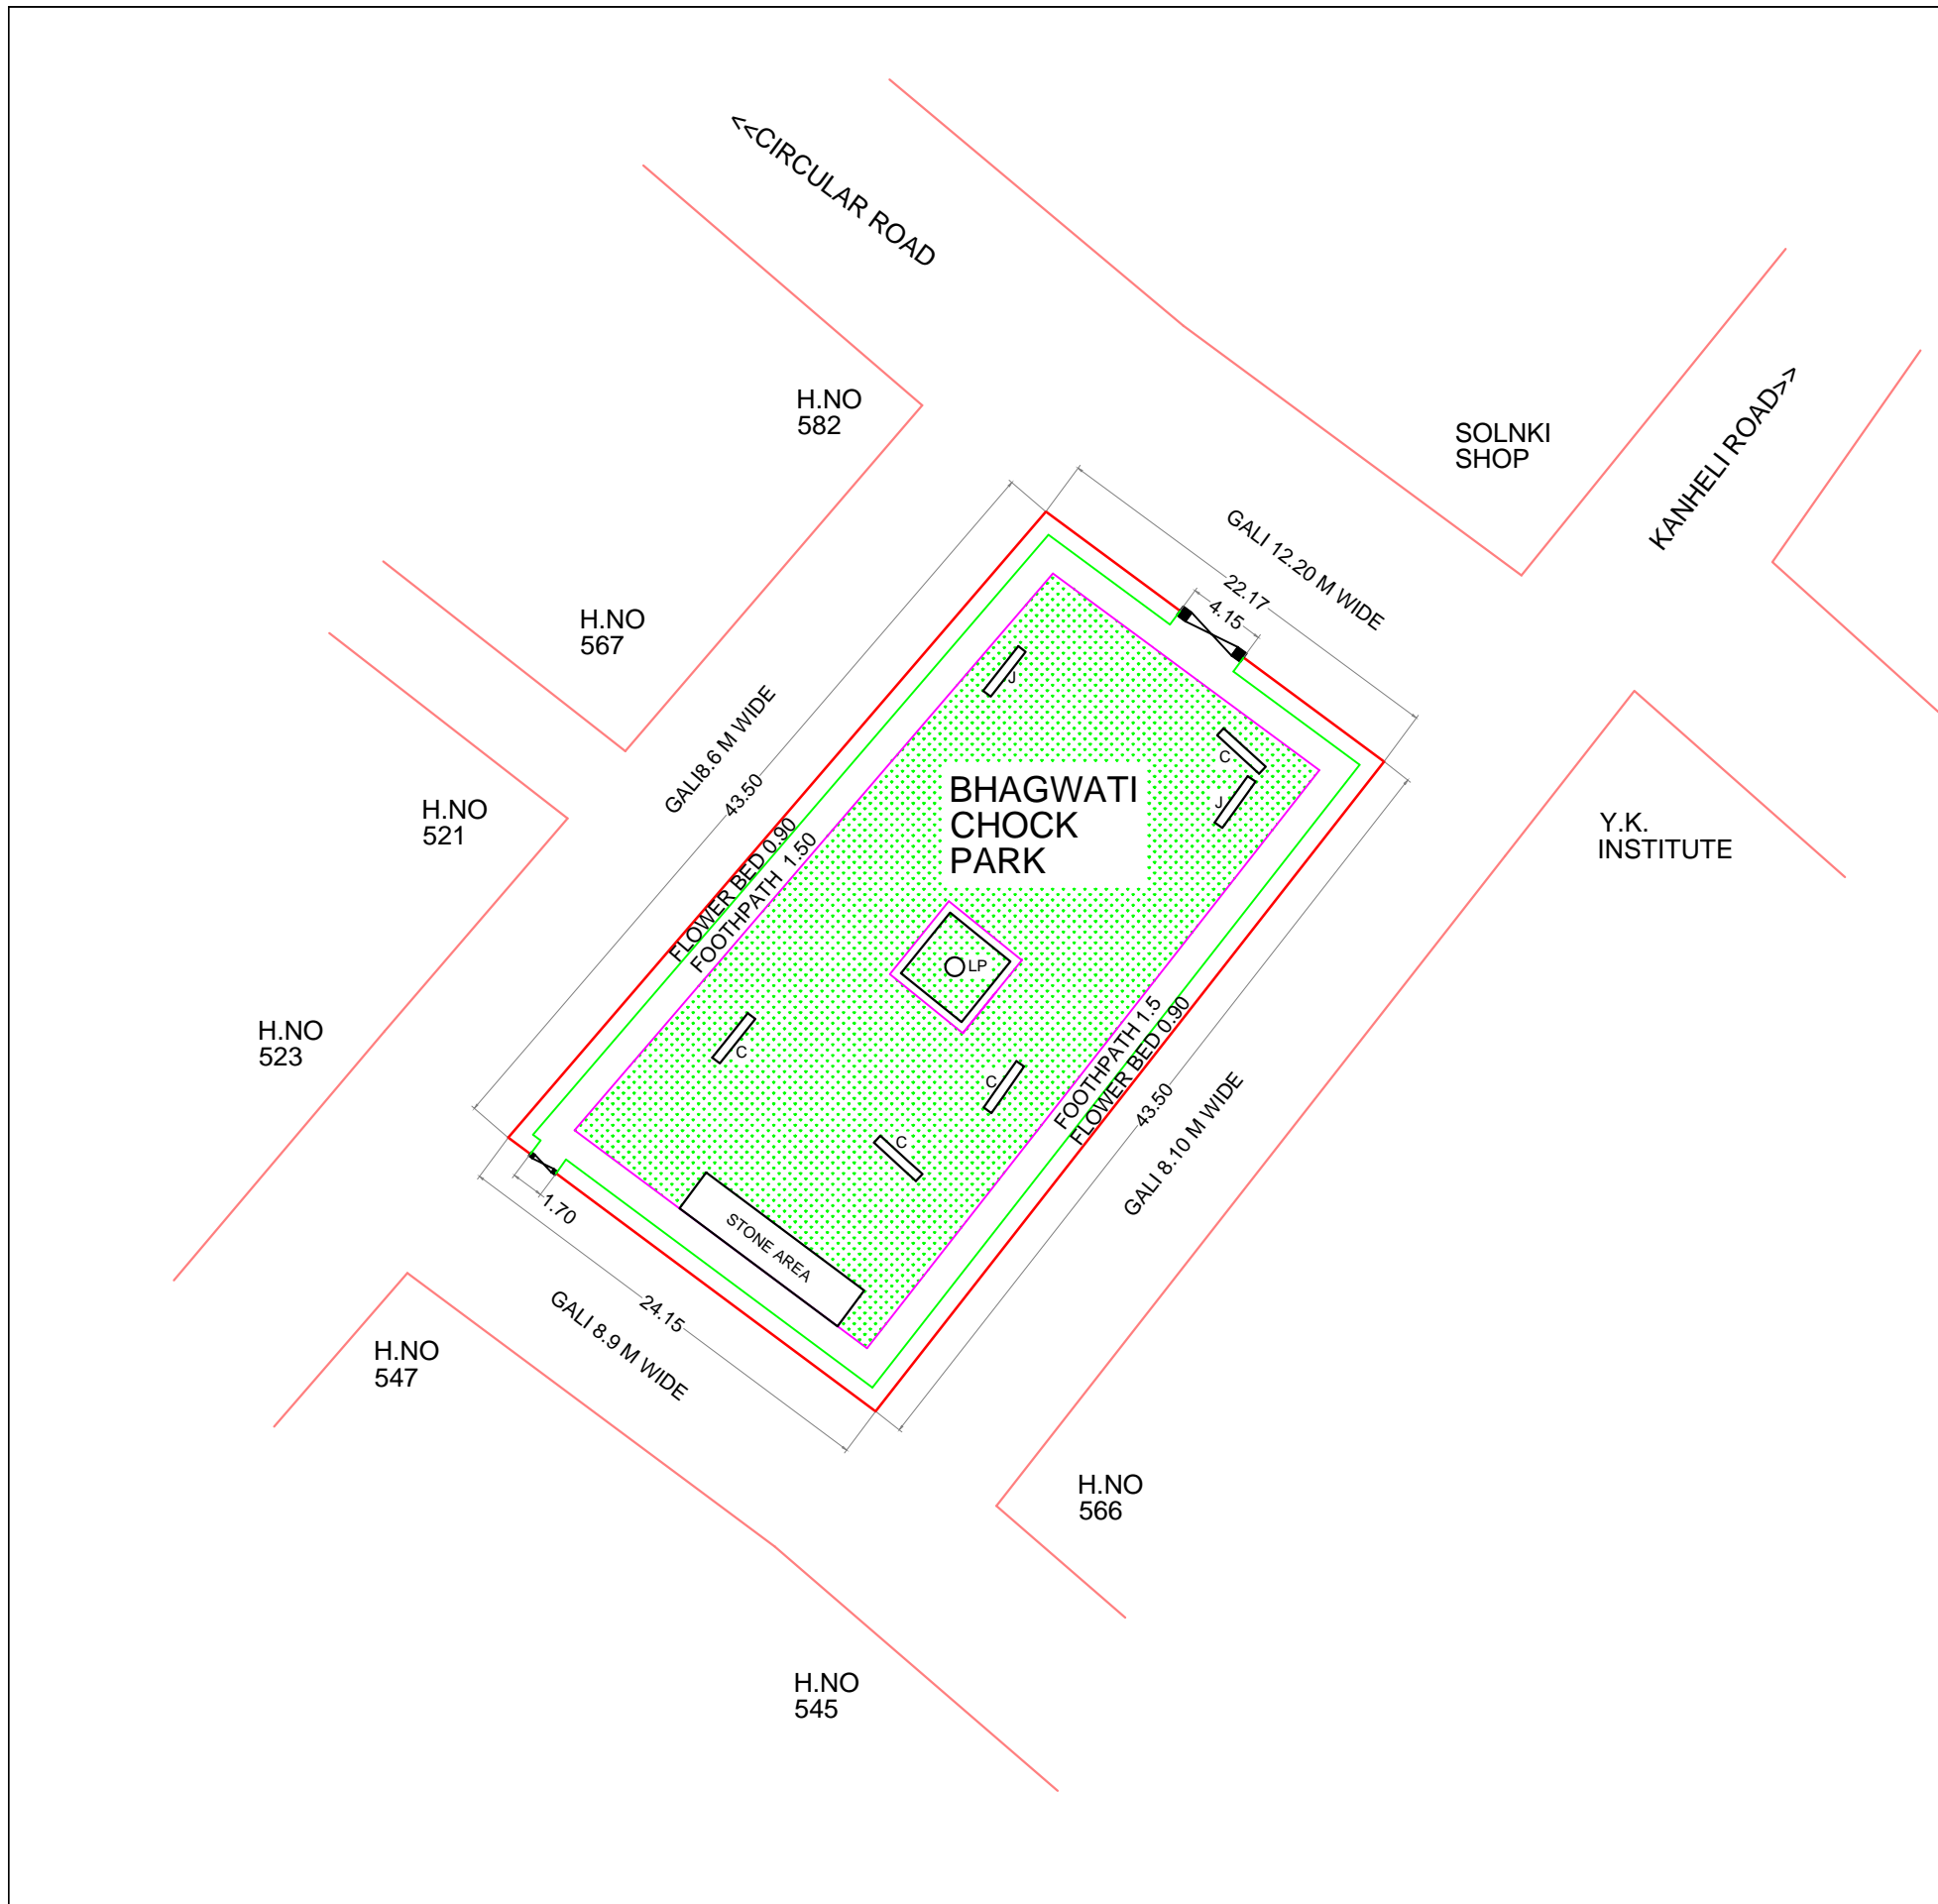 <<CIRCULAR ROAD
H.NO
582
SOLNKI
SHOP
KANHELI ROAD>>
GALI 12.20 M WIDE
22.17
4.15
H.NO
567
GALI8.6 M WIDE
43.50
J
C
J
BHAGWATI
CHOCK
PARK
H.NO
521
Y.K.
INSTITUTE
FLOWER BED 0.90
FOOTHPATH 1.50
LP
H.NO
523
C
C
C
FOOTHPATH 1.5
FLOWER BED 0.90
43.50
GALI 8.10 M WIDE
1.70
STONE AREA
24.15
GALI 8.9 M WIDE
H.NO
547
H.NO
566
H.NO
545